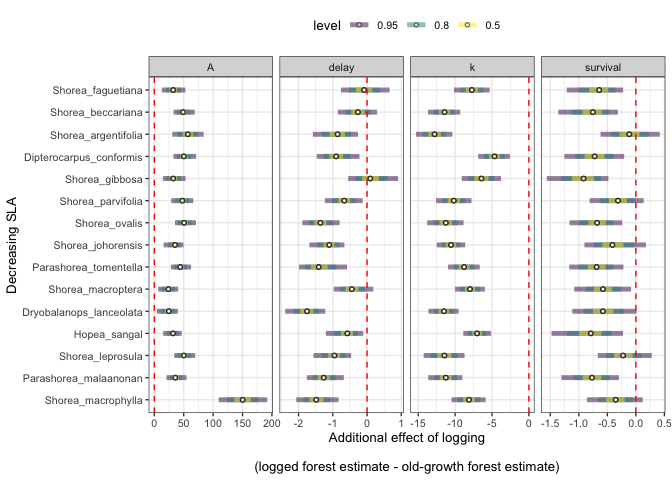 level 0.95 0.8 0.5
A delay k survival
Decreasing SLA
Shorea_faguetiana
Shorea_beccariana
Shorea_argentifolia
Dipterocarpus_conformis
Shorea_gibbosa
Shorea_parvifolia
Shorea_ovalis
Shorea_johorensis
Parashorea_tomentella
Shorea_macroptera
Dryobalanops_lanceolata
Hopea_sangal
Shorea_leprosula
Parashorea_malaanonan
Shorea_macrophylla
0 50 100 150 200 -2 -1 0 1 -15 -10 -5 0 -1.5 -1.0 -0.5 0.0 0.5
Additional effect of logging
(logged forest estimate - old-growth forest estimate)